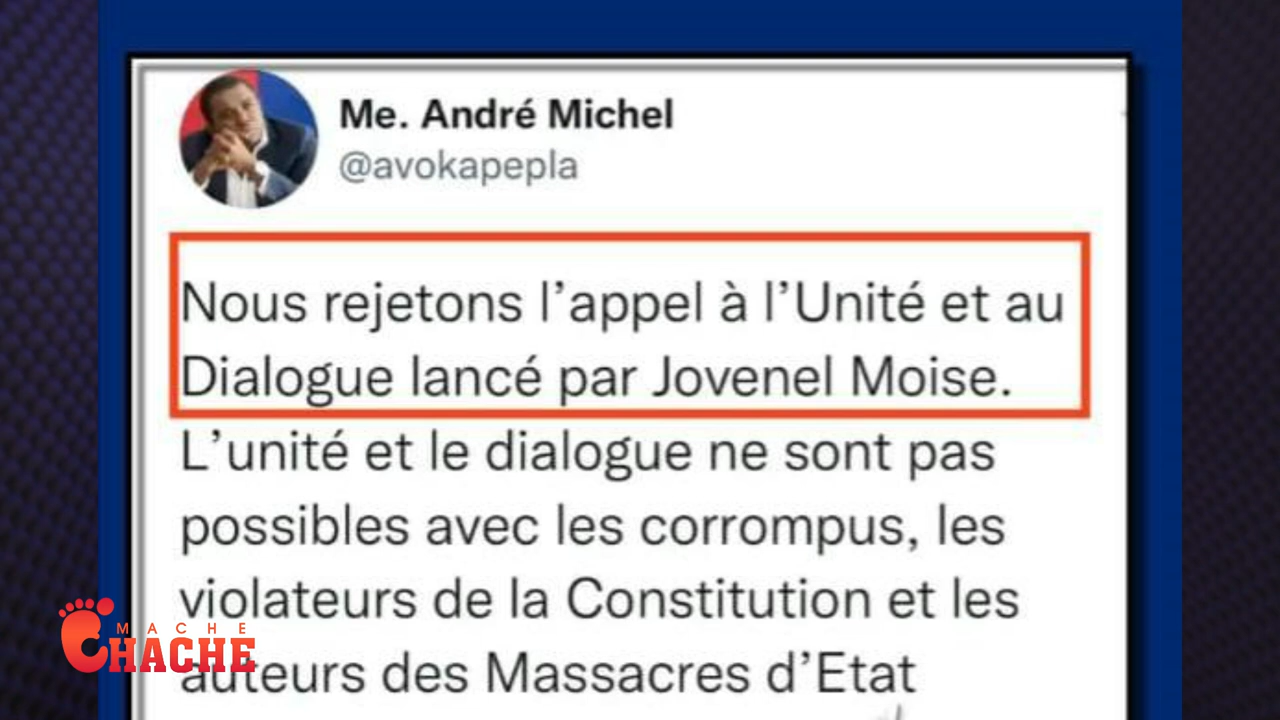 Me. André Michel
@avokapepla
Nous rejetons l’appel à l’Unité et au
Dialogue lancé par Jovenel Moise.
L’unité et le dialogue ne sont pas
possibles avec les corrompus, les
violateurs de la Constitution et les
auteurs des Massacres d’Etat
MACHE
CHACHE